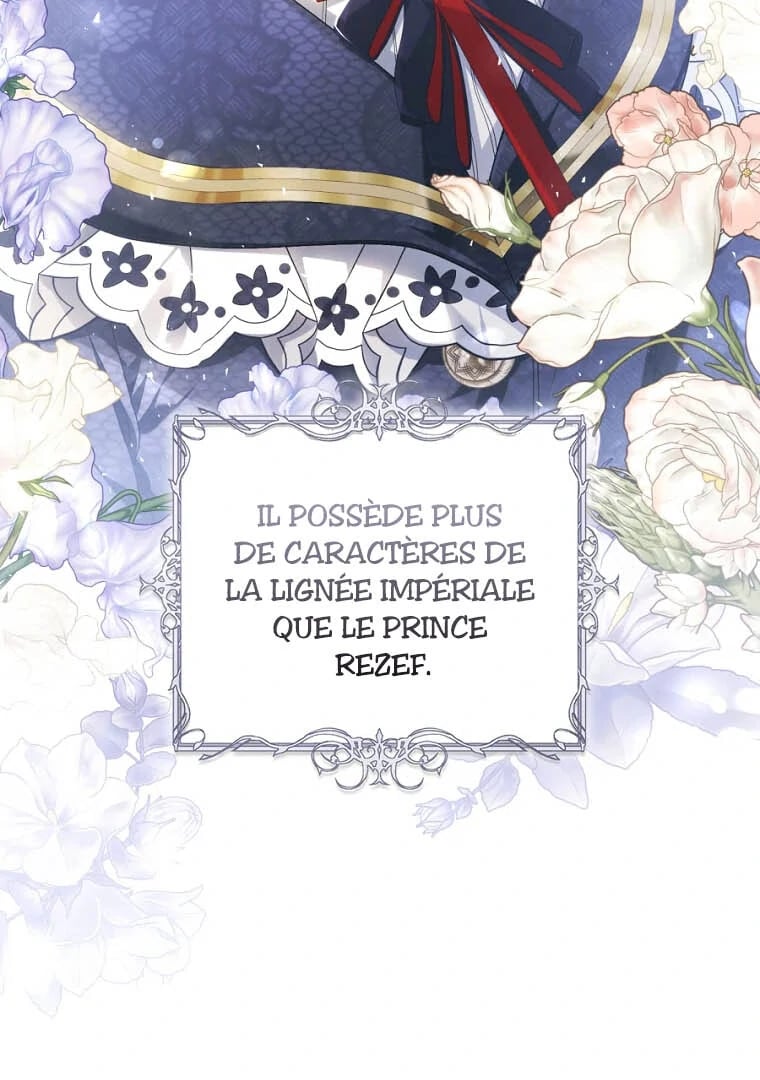 IL POSSÈDE PLUS
DE CARACTÈRES DE
LA LIGNÉE IMPÉRIALE
QUE LE PRINCE
REZEF.